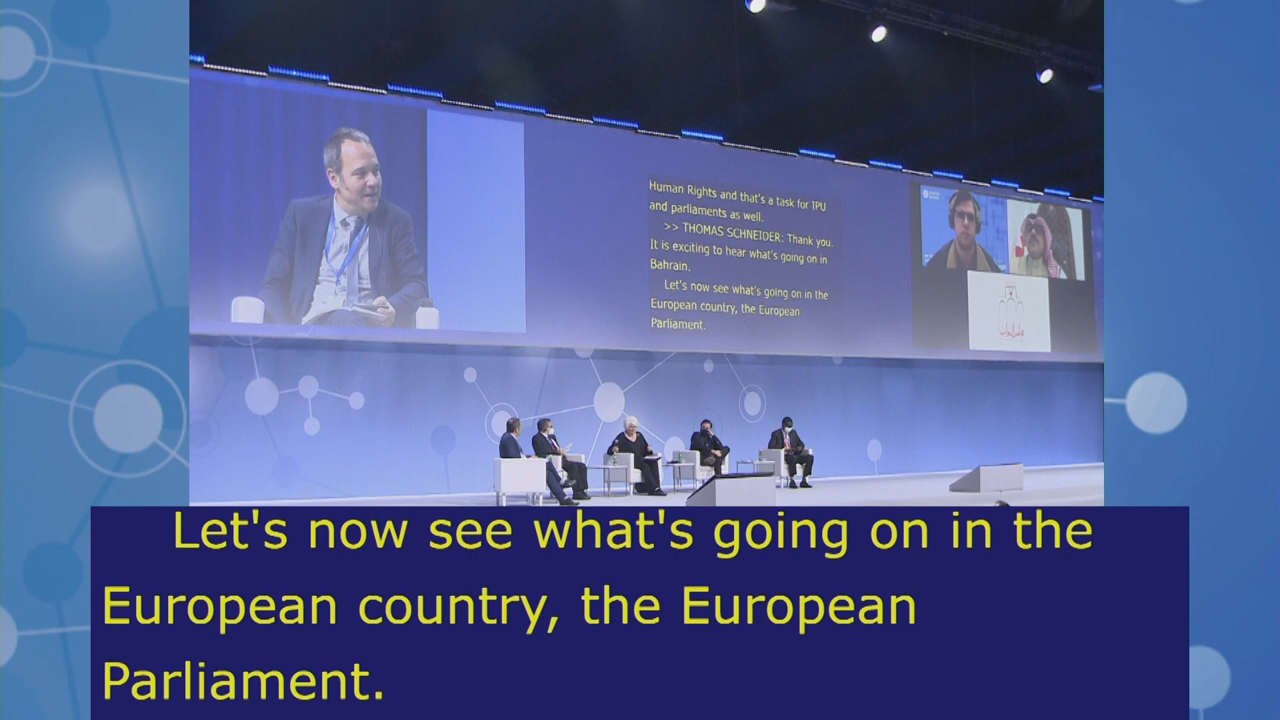 Human Rights and that's a task for IPU
and parliaments as well.
>> THOMAS SCHNEIDER: Thank you.
It is exciting to hear what's going on in
Bahrain.
Let's now see what's going on in the
European country, the European
Parliament.
Let's now see what's going on in the
European country, the European
Parliament.